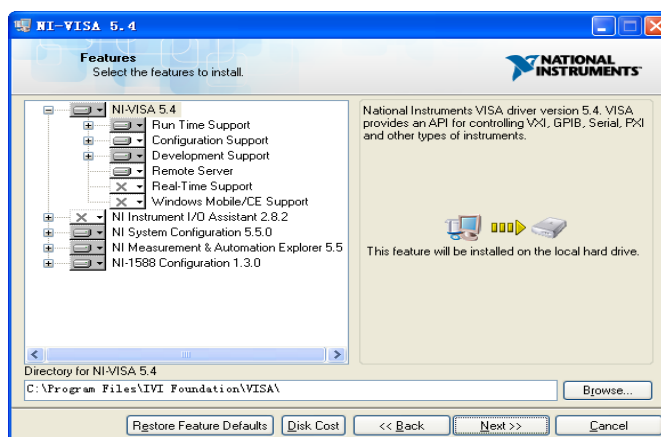 NI-VISA 5.4
Features
Select the features to install.
NATIONAL
INSTRUMENTS
NI-VISA 5.4
Run Time Support
Configuration Support
Development Support
Remote Server
Real-Time Support
Windows Mobile/CE Support
NI Instrument I/O Assistant 2.8.2
NI System Configuration 5.5.0
NI Measurement & Automation Explorer 5.5
NI-1588 Configuration 1.3.0
National Instruments VISA driver version 5.4. VISA
provides an API for controlling VXI, GPIB, Serial, PXI
and other types of instruments.
This feature will be installed on the local hard drive.
Directory for NI-VISA 5.4
C:\Program Files\IVI Foundation\VISA\
Browse...
Restore Feature Defaults
Disk Cost
<< Back
Next >>
Cancel